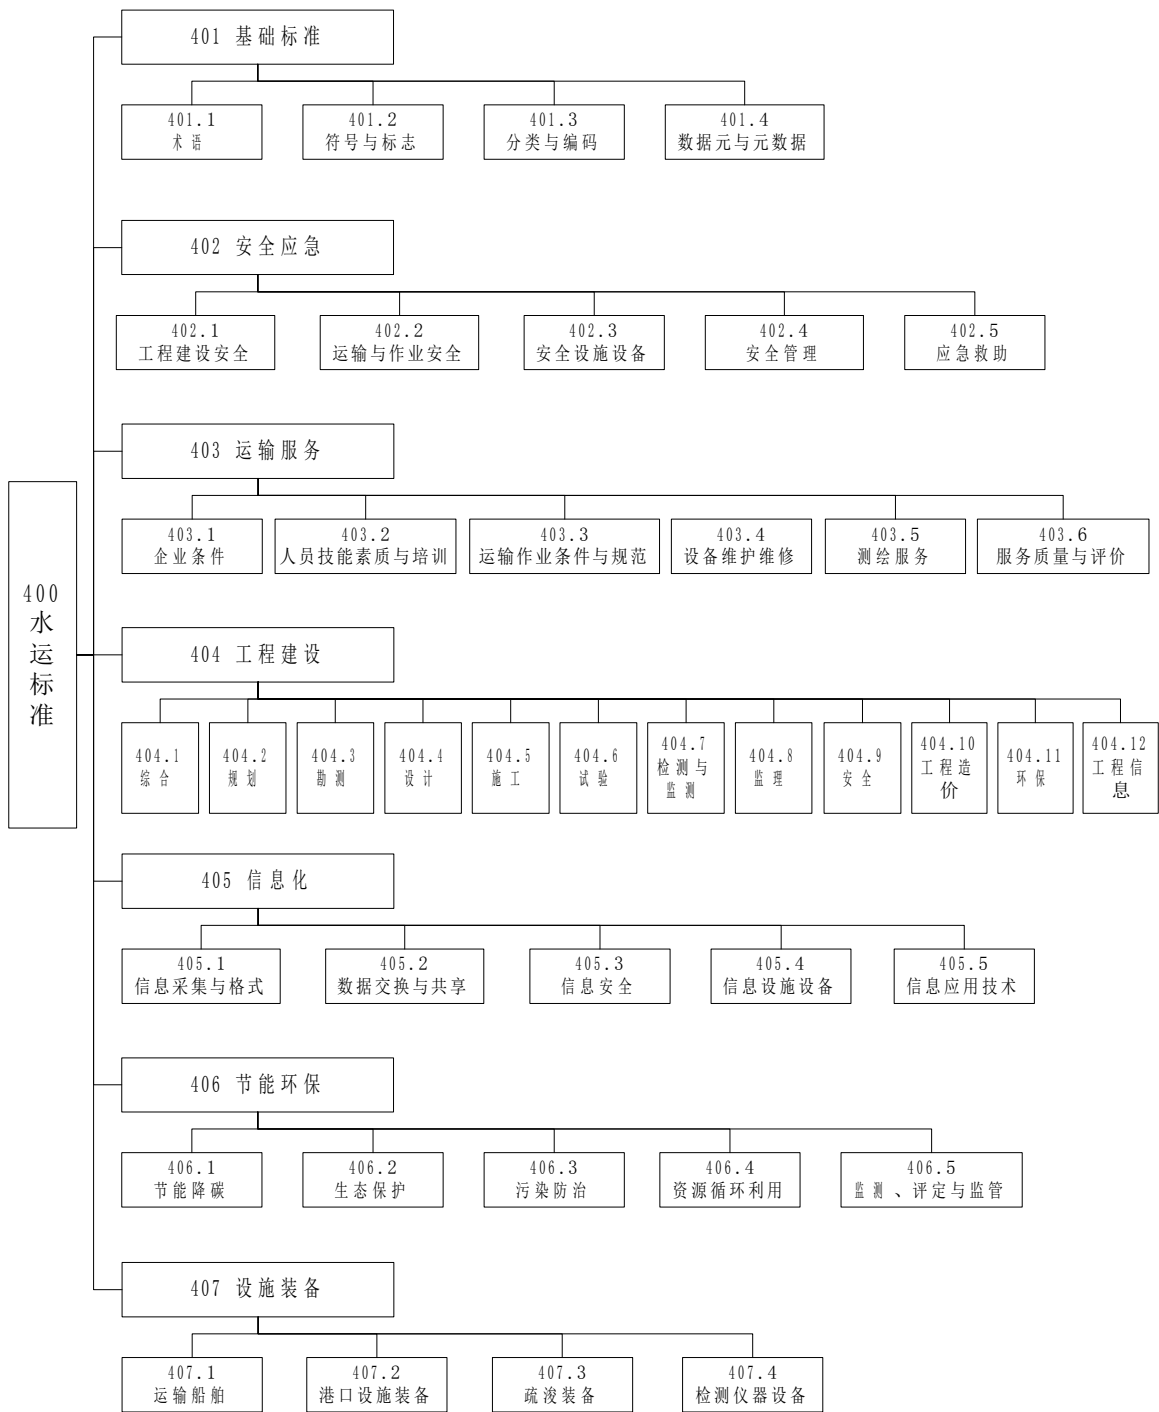 400
水
运
标
准
401 基础标准
401.1
术语
401.2
符号与标志
401.3
分类与编码
401.4
数据元与元数据
402 安全应急
402.1
工程建设安全
402.2
运输与作业安全
402.3
安全设施设备
402.4
安全管理
402.5
应急救助
403 运输服务
403.1
企业条件
403.2
人员技能素质与培训
403.3
运输作业条件与规范
403.4
设备维护维修
403.5
测绘服务
403.6
服务质量与评价
404 工程建设
404.1
综合
404.2
规划
404.3
勘测
404.4
设计
404.5
施工
404.6
试验
404.7
检测与
监测
404.8
监理
404.9
安全
404.10
工程造
价
404.11
环保
404.12
工程信
息
405 信息化
405.1
信息采集与格式
405.2
数据交换与共享
405.3
信息安全
405.4
信息设施设备
405.5
信息应用技术
406 节能环保
406.1
节能降碳
406.2
生态保护
406.3
污染防治
406.4
资源循环利用
406.5
监测、评定与监管
407 设施装备
407.1
运输船舶
407.2
港口设施装备
407.3
疏浚装备
407.4
检测仪器设备